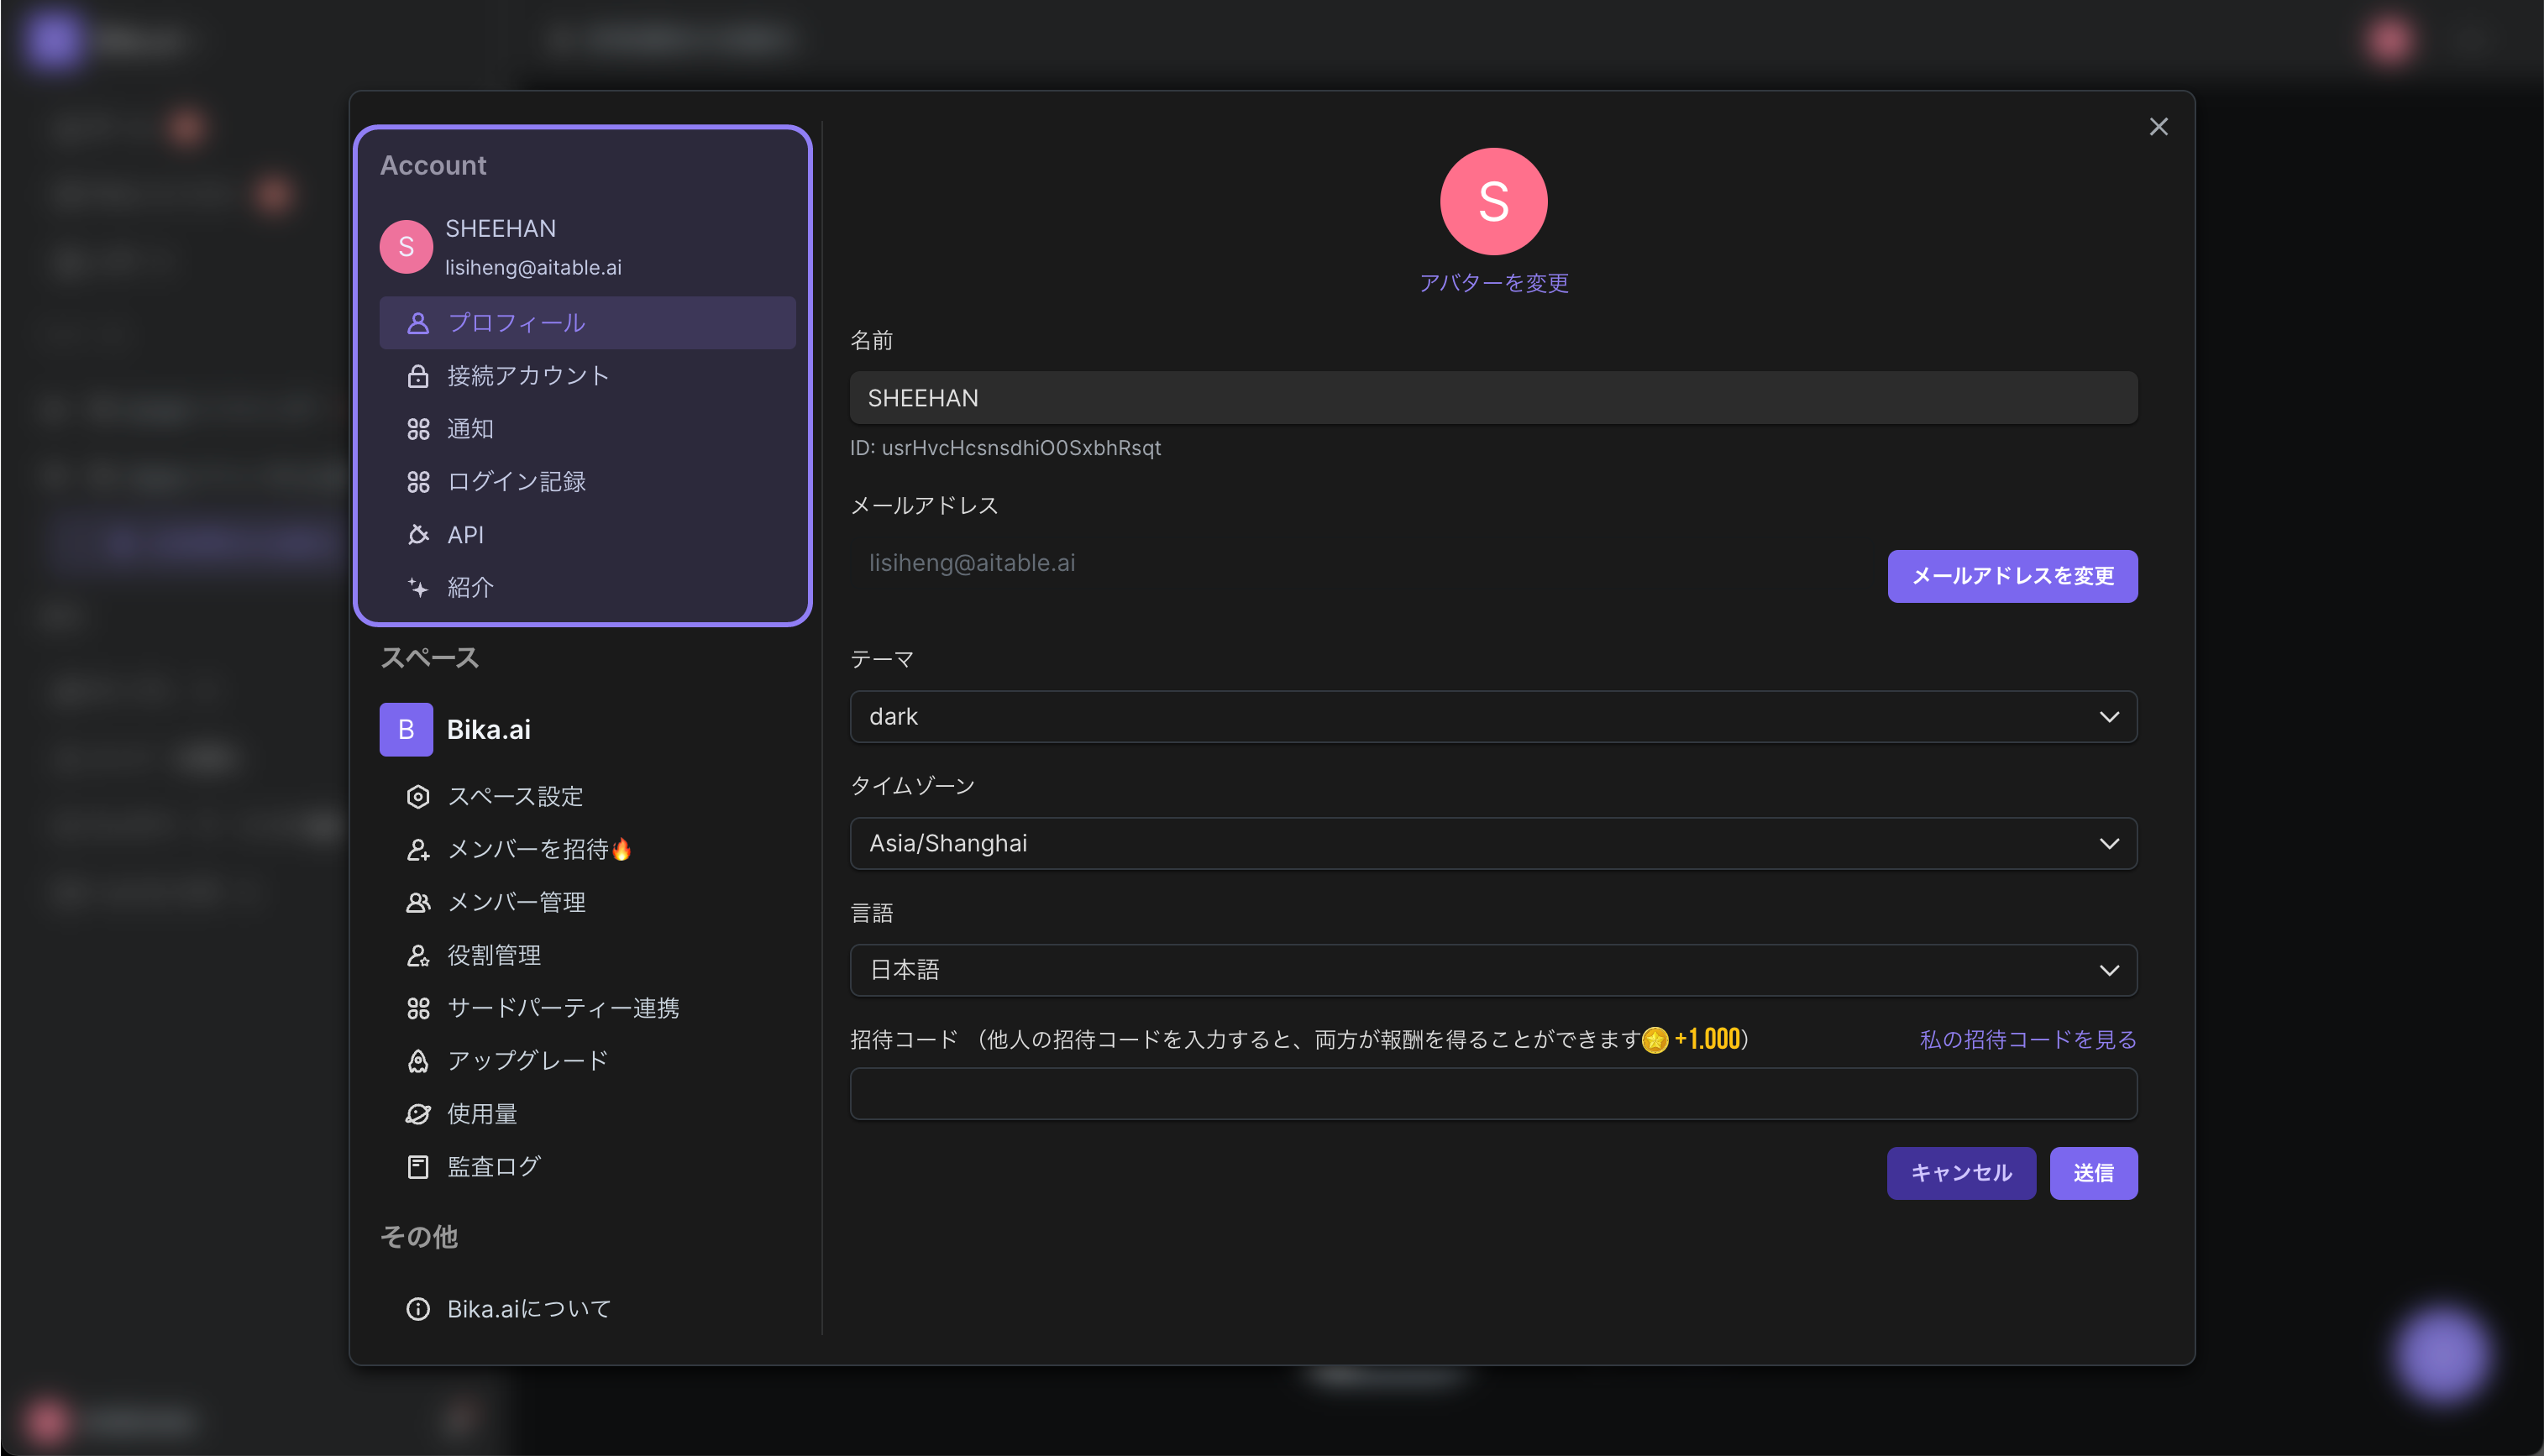 Account
S
SHEEHAN
lisiheng@aitable.ai
プロフィール
接続アカウント
通知
ログイン記録
API
紹介
スペース
B
Bika.ai
スペース設定
メンバーを招待🔥
メンバー管理
役割管理
サードパーティー連携
アップグレード
使用量
監査ログ
その他
Bika.aiについて
S
アバターを変更
名前
SHEEHAN
ID: usrHvcHcsnsdhiO0SxbhRsqt
メールアドレス
lisiheng@aitable.ai
メールアドレスを変更
テーマ
dark
タイムゾーン
Asia/Shanghai
言語
日本語
招待コード （他人の招待コードを入力すると、両方が報酬を得ることができます +1.000）
私の招待コードを見る
キャンセル
送信